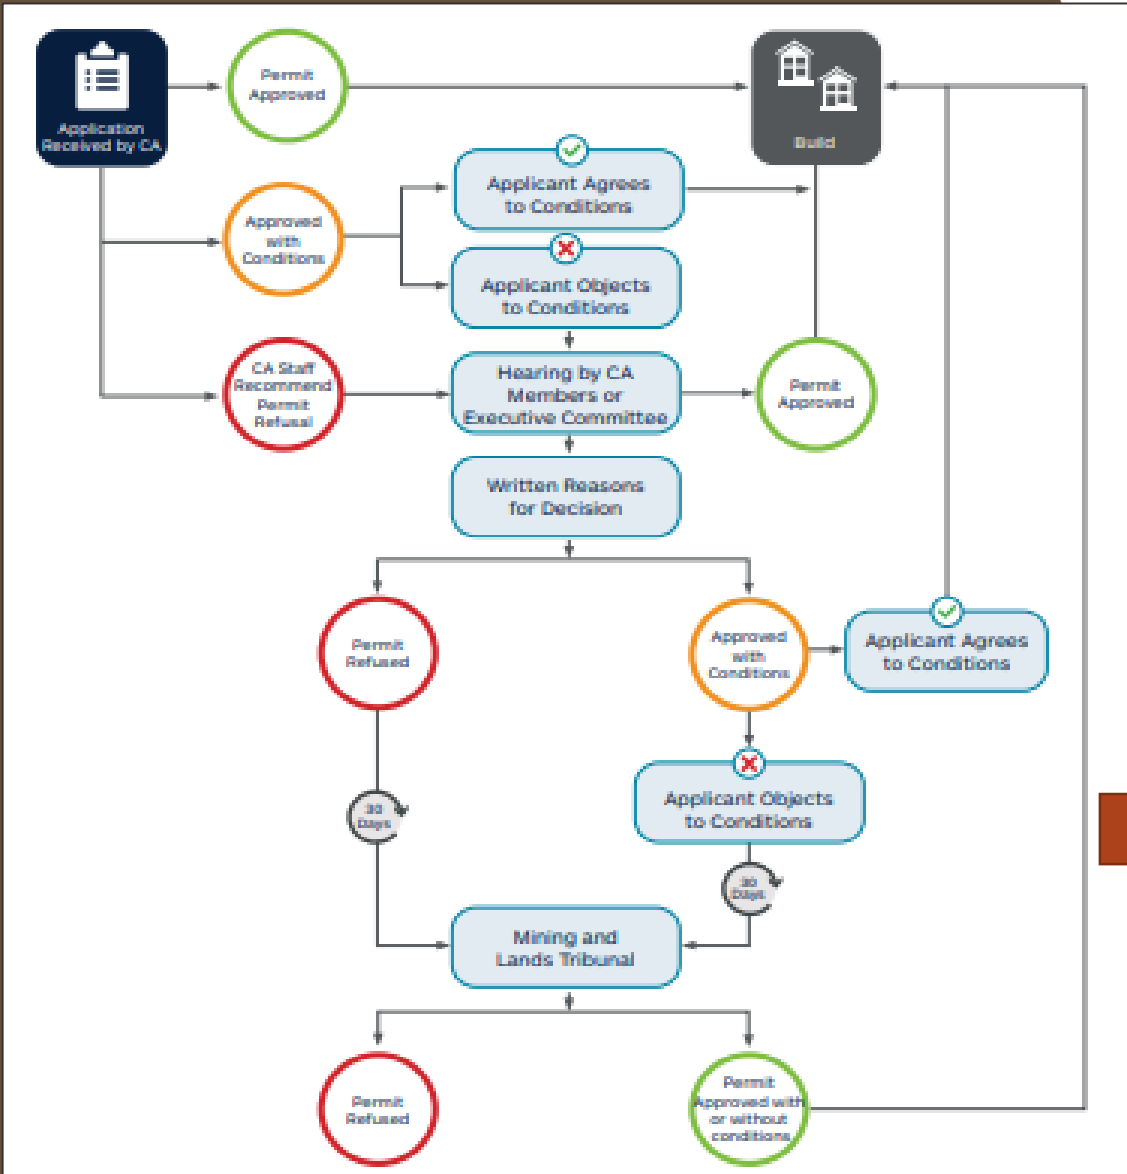 Application
Received by CA
Permit
Approved
Build
Approved
with
Conditions
Applicant Agrees
to Conditions
Applicant Objects
to Conditions
CA Staff
Recommend
Permit
Refusal
Hearing by CA
Members or
Executive Committee
Permit
Approved
Written Reasons
for Decision
Permit
Refused
Approved
with
Conditions
Applicant Agrees
to Conditions
Applicant Objects
to Conditions
30
Days
30
Days
Mining and
Lands Tribunal
Permit
Refused
Permit
Approved with
or without
conditions